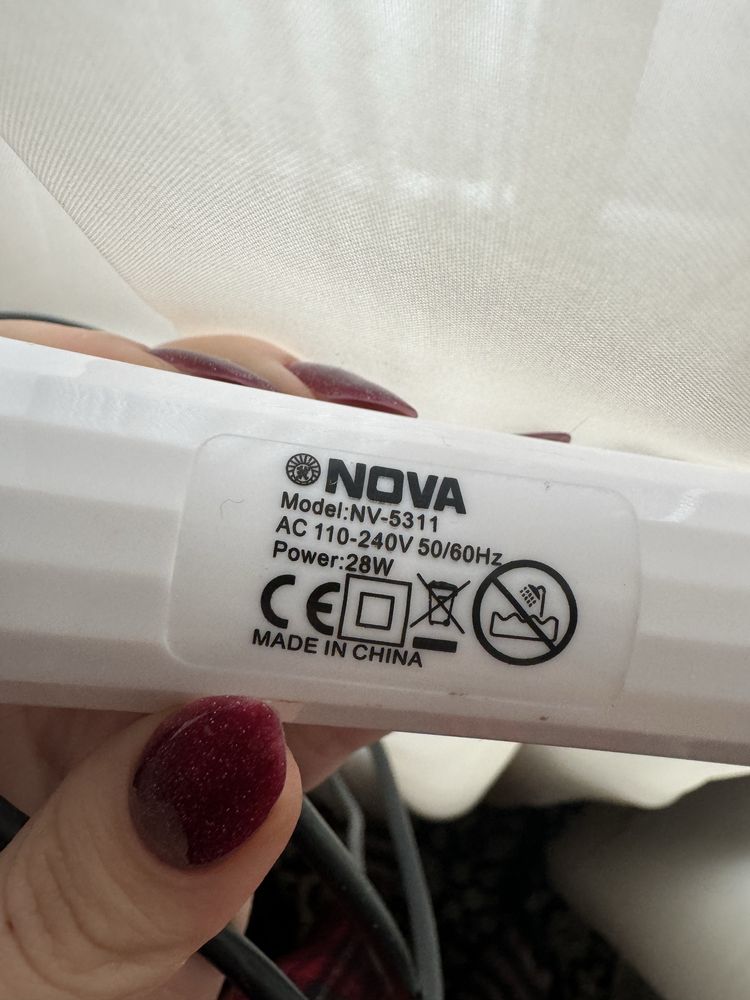 NOVA
Model:NV-5311
AC 110-240V 50/60Hz
Power:28W
CE
MADE IN CHINA